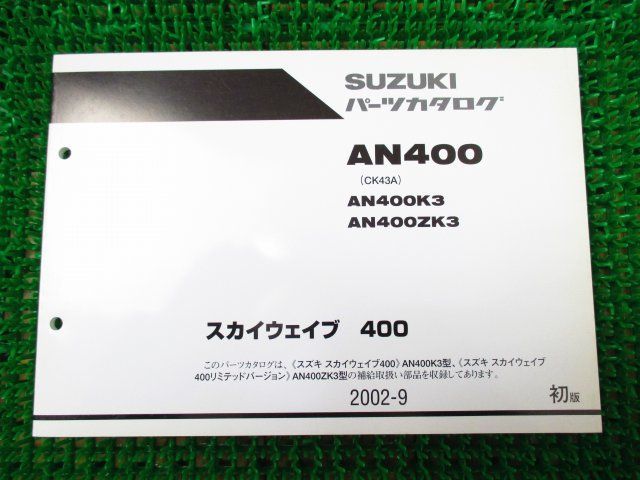 SUZUKI
パーツカタログ
AN400
(CK43A)
AN400K3
AN400ZK3
スカイウェイブ 400
このパーツカタログは、《スズキ スカイウェイブ400》AN400K3型、《スズキ スカイウェイブ
400リミテッドバージョン》AN400ZK3型の補給取扱い部品を収録してあります。
2002-9
初版